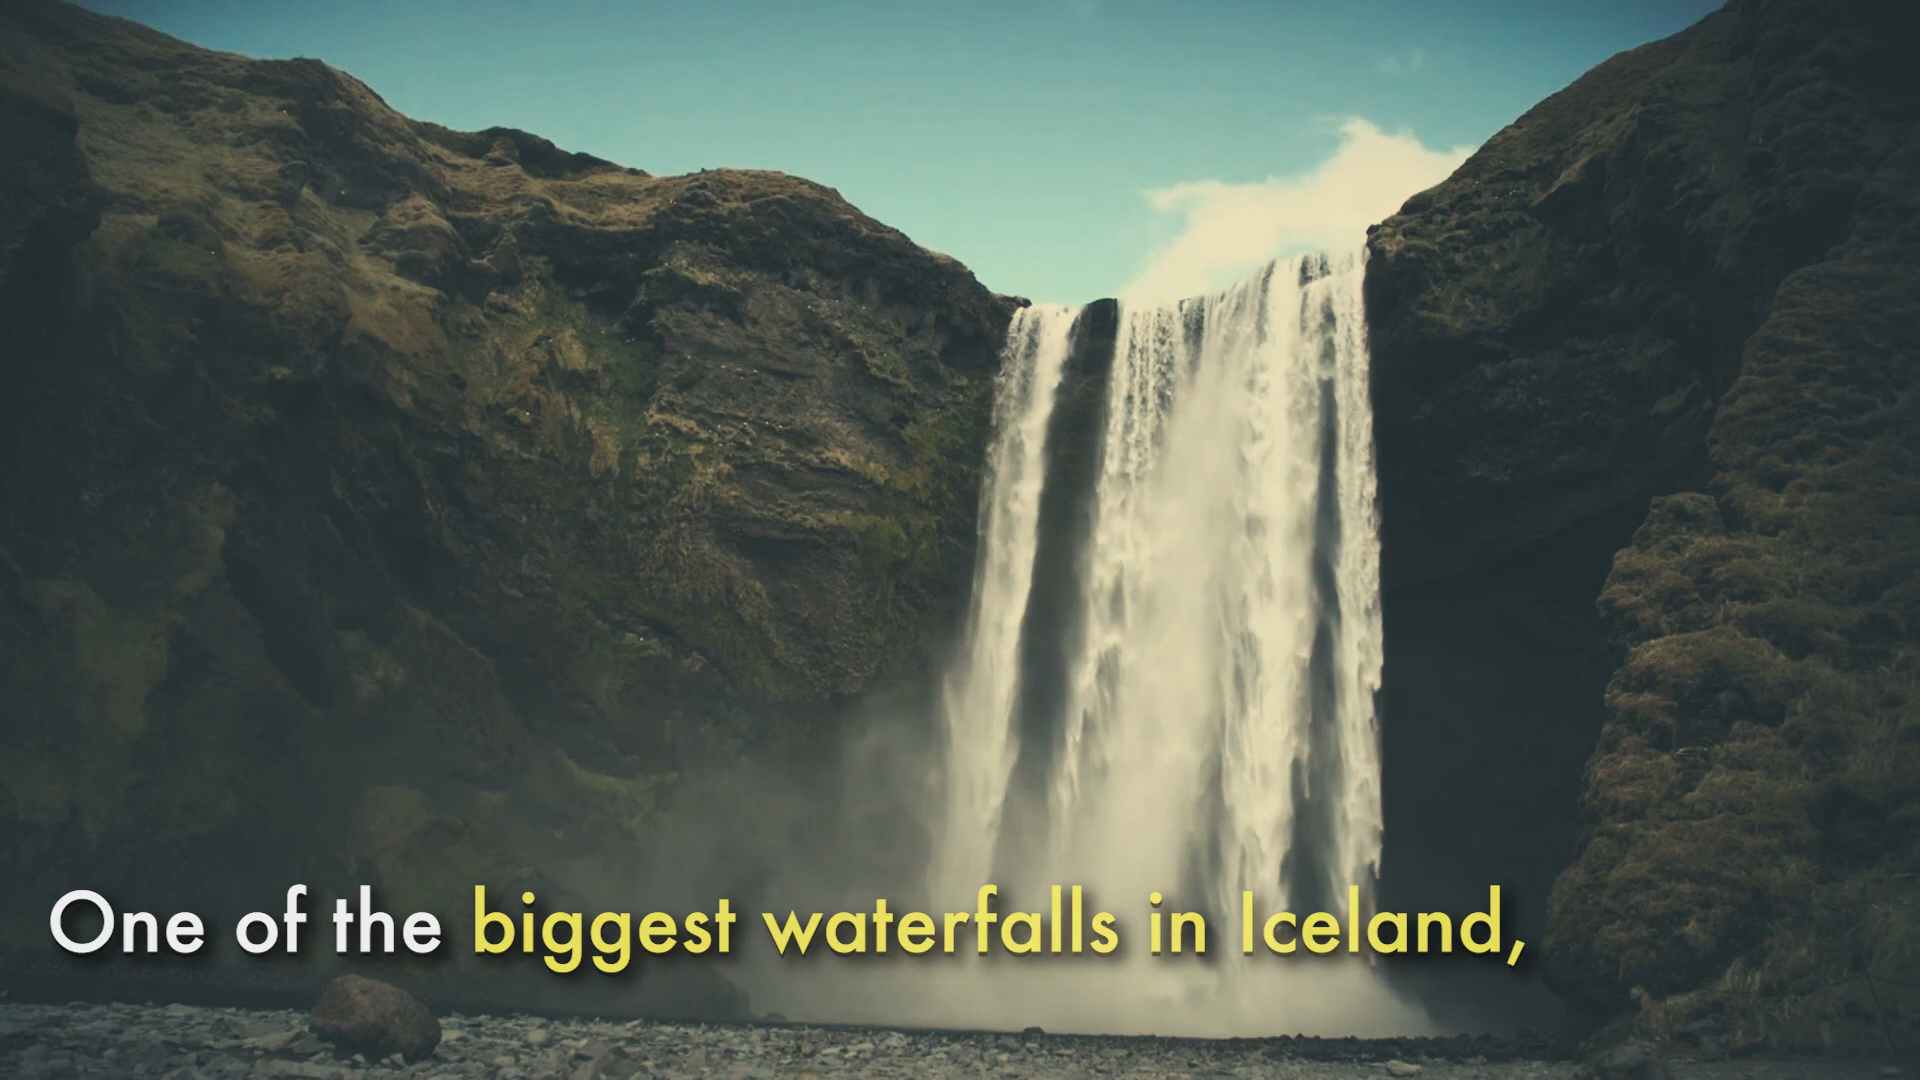 One of the biggest waterfalls in Iceland,